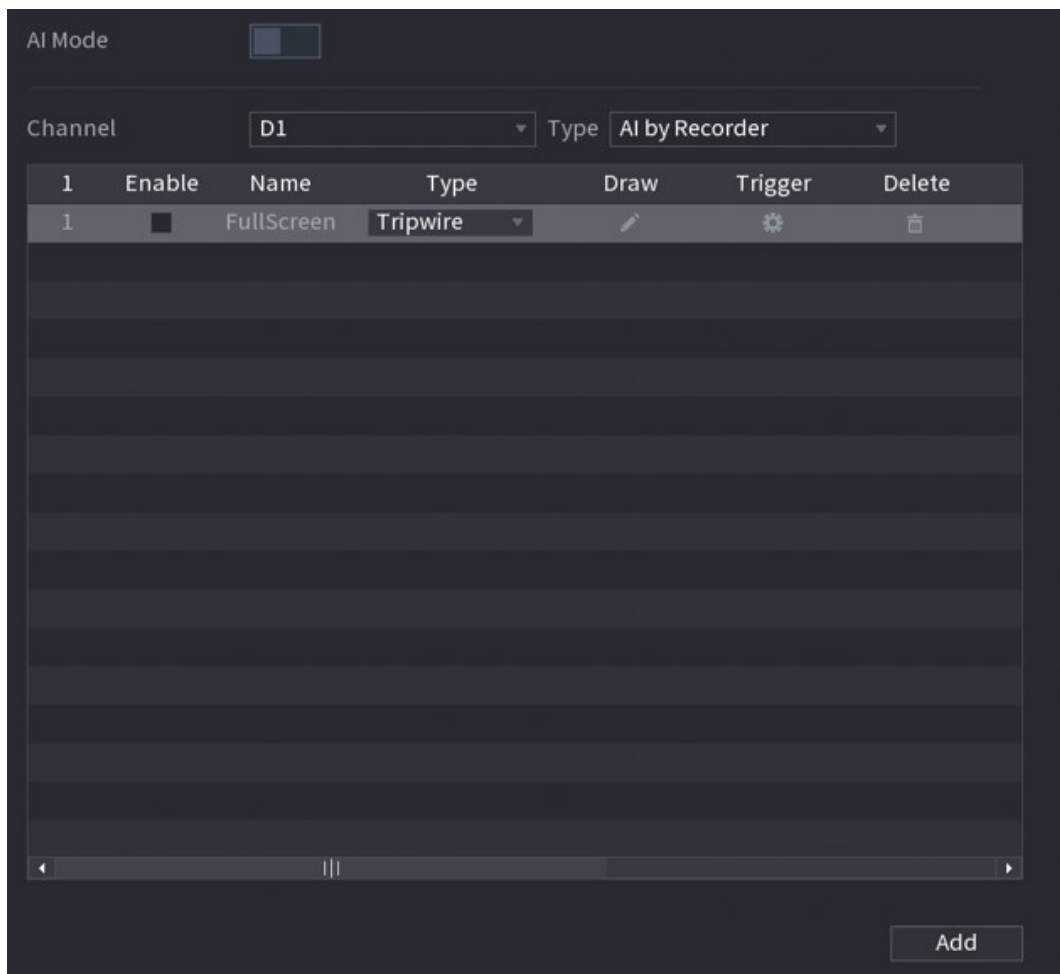 AI Mode
Channel D1 Type AI by Recorder
1 Enable Name Type Draw Trigger Delete
1 FullScreen Tripwire
Add